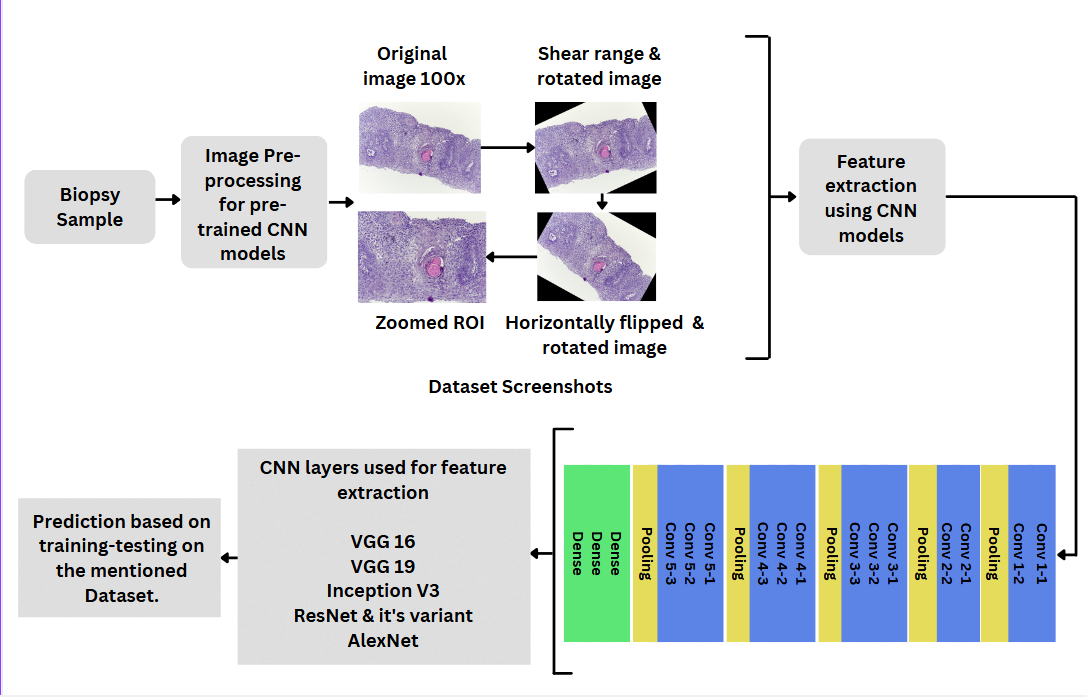 Original
image 100x
Shear range &
rotated image
Biopsy
Sample
Image Pre-
processing
for pre-
trained CNN
models
Zoomed ROI
Horizontally flipped &
rotated image
Dataset Screenshots
Feature
extraction
using CNN
models
Conv 1-1
Conv 1-2
Pooling
Conv 2-1
Conv 2-2
Pooling
Conv 3-1
Conv 3-2
Conv 3-3
Pooling
Conv 4-1
Conv 4-2
Conv 4-3
Pooling
Conv 5-1
Conv 5-2
Conv 5-3
Pooling
Dense
Dense
Dense
CNN layers used for feature
extraction
VGG 16
VGG 19
Inception V3
ResNet & it's variant
AlexNet
Prediction based on
training-testing on
the mentioned
Dataset.